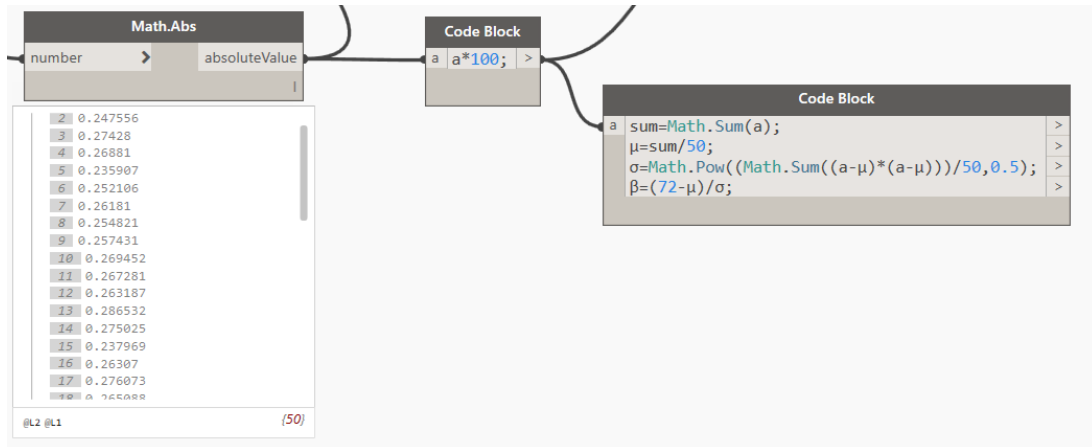 Math.Abs
number > absoluteValue
l
2 0.247556
3 0.27428
4 0.26881
5 0.235907
6 0.252106
7 0.26181
8 0.254821
9 0.257431
10 0.269452
11 0.267281
12 0.263187
13 0.286532
14 0.275025
15 0.237969
16 0.26307
17 0.276073
18 0.265088
@L2 @L1 {50}
Code Block
a a*100; >
Code Block
a sum=Math.Sum(a); >
μ=sum/50; >
σ=Math.Pow((Math.Sum((a-μ)*(a-μ)))/50,0.5); >
β=(72-μ)/σ; >